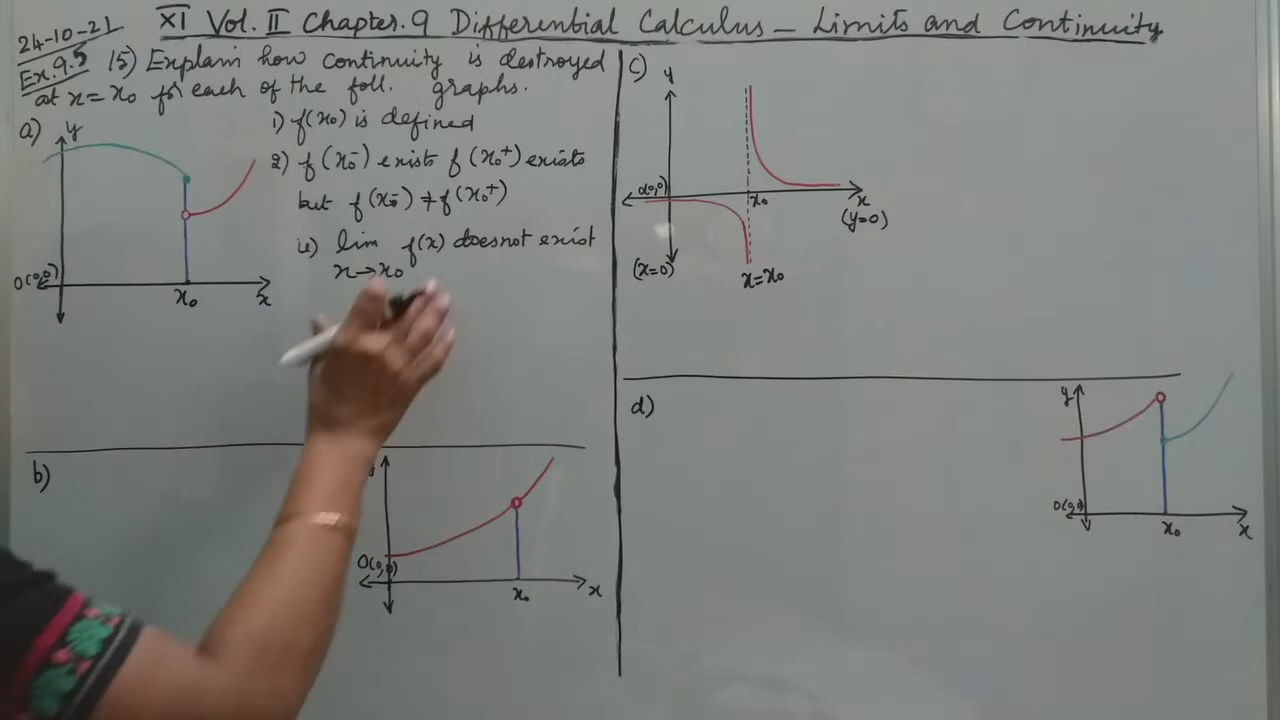 XI Vol. II Chapter.9 Differential Calculus – Limits and Continuity
24-10-21
Ex.9.5 15) Explain how continuity is destroyed
at x=x₀ for each of the foll. graphs.
a) y
O(0,0) x₀ x
1) f(x₀) is defined
2) f(x₀⁻) exists f(x₀⁺) exists
but f(x₀⁻) ≠ f(x₀⁺)
ie) lim f(x) doesnot exist
x→x₀
b)
O(0,0) x₀ x
c) y
O(0,0) x₀ x
(y=0)
(x=0) x=x₀
d) y
O(0,0) x₀ x